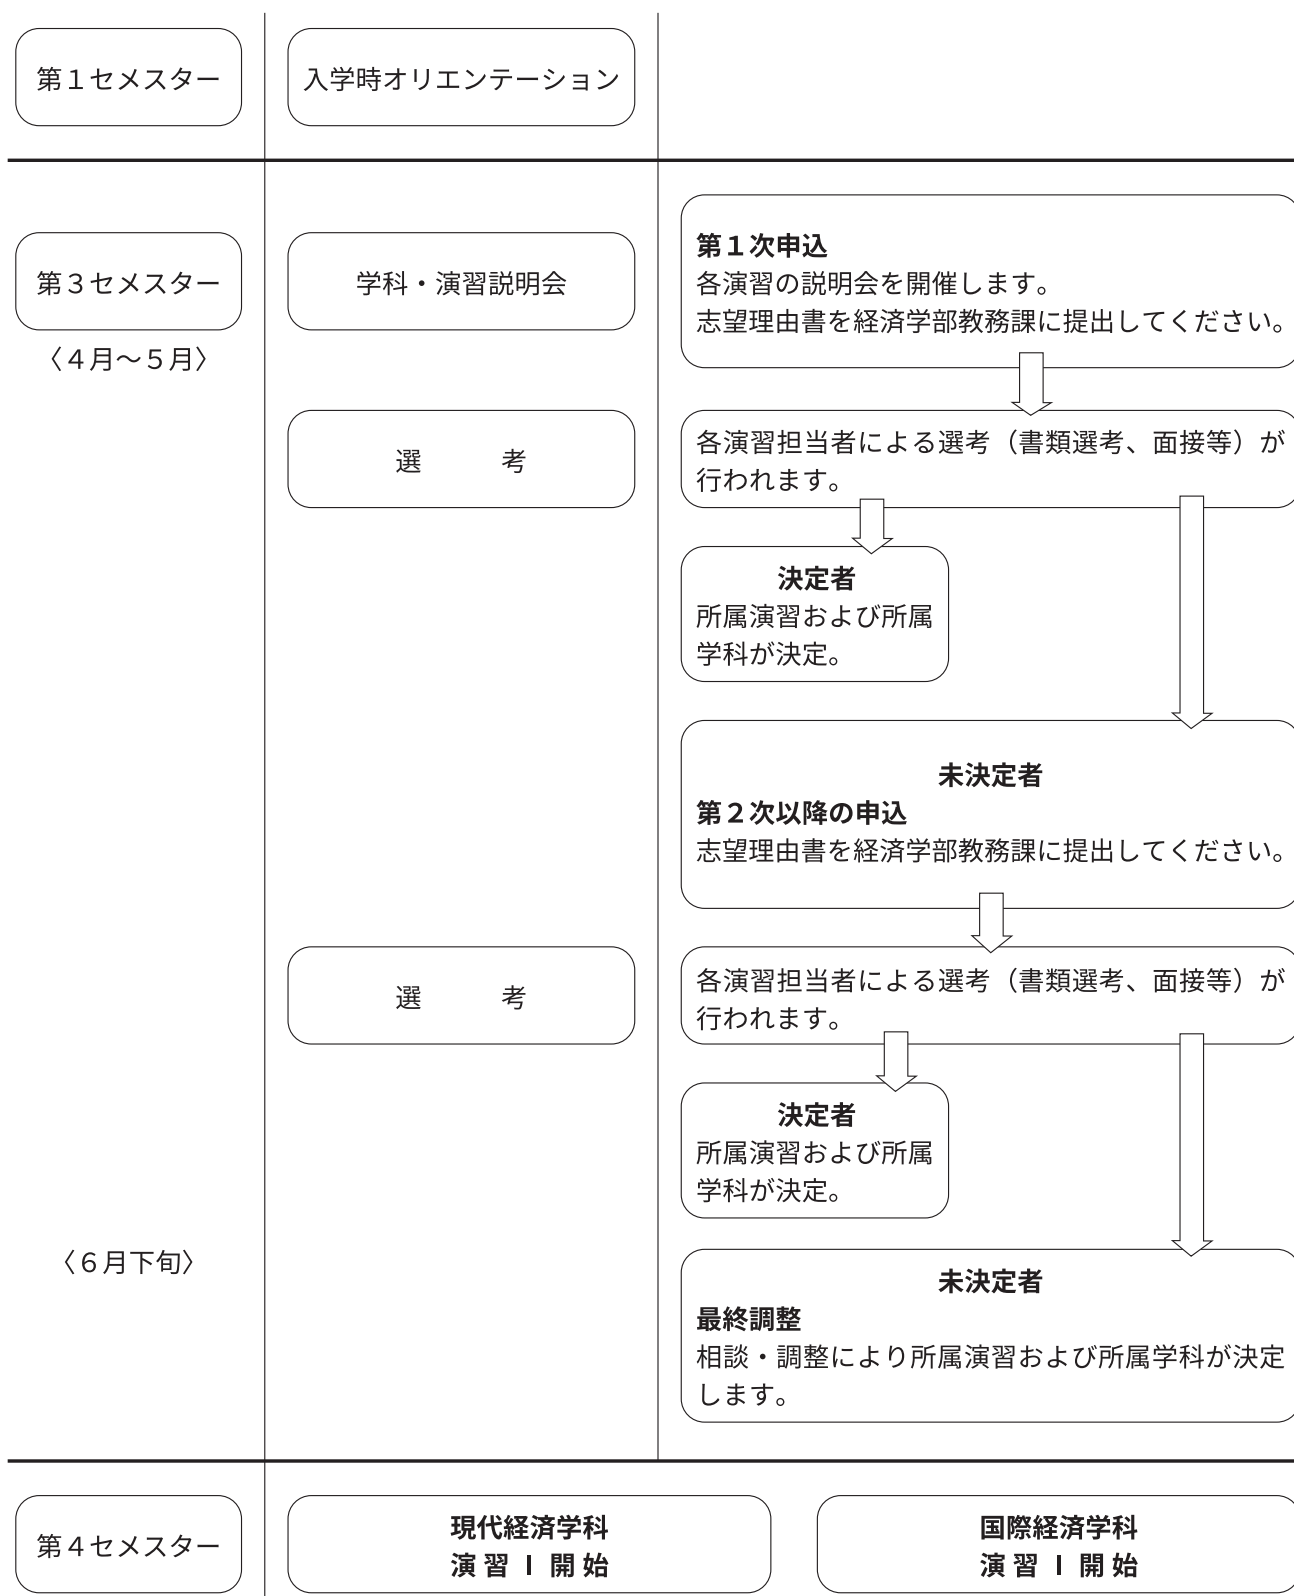 第１セメスター
入学時オリエンテーション
第３セメスター
〈４月～５月〉
学科・演習説明会
第１次申込
各演習の説明会を開催します。
志望理由書を経済学部教務課に提出してください。
選　　　考
各演習担当者による選考（書類選考、面接等）が
行われます。
決定者
所属演習および所属
学科が決定。
未決定者
第２次以降の申込
志望理由書を経済学部教務課に提出してください。
選　　　考
各演習担当者による選考（書類選考、面接等）が
行われます。
決定者
所属演習および所属
学科が決定。
〈６月下旬〉
未決定者
最終調整
相談・調整により所属演習および所属学科が決定
します。
第４セメスター
現代経済学科
演 習 Ⅰ 開 始
国際経済学科
演 習 Ⅰ 開 始